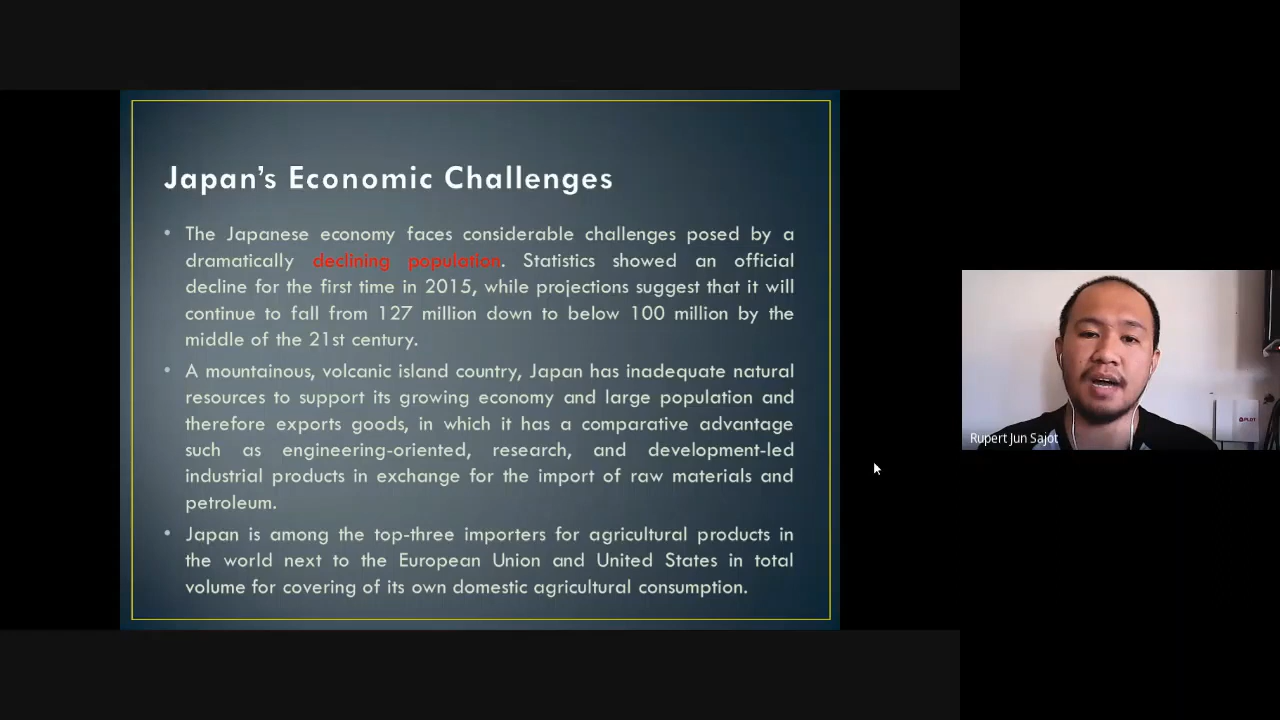 Japan's Economic Challenges
• The Japanese economy faces considerable challenges posed by a
dramatically declining population. Statistics showed an official
decline for the first time in 2015, while projections suggest that it will
continue to fall from 127 million down to below 100 million by the
middle of the 21st century.
• A mountainous, volcanic island country, Japan has inadequate natural
resources to support its growing economy and large population and
therefore exports goods, in which it has a comparative advantage
such as engineering-oriented, research, and development-led
industrial products in exchange for the import of raw materials and
petroleum.
• Japan is among the top-three importers for agricultural products in
the world next to the European Union and United States in total
volume for covering of its own domestic agricultural consumption.
Rupert Jun Sajot